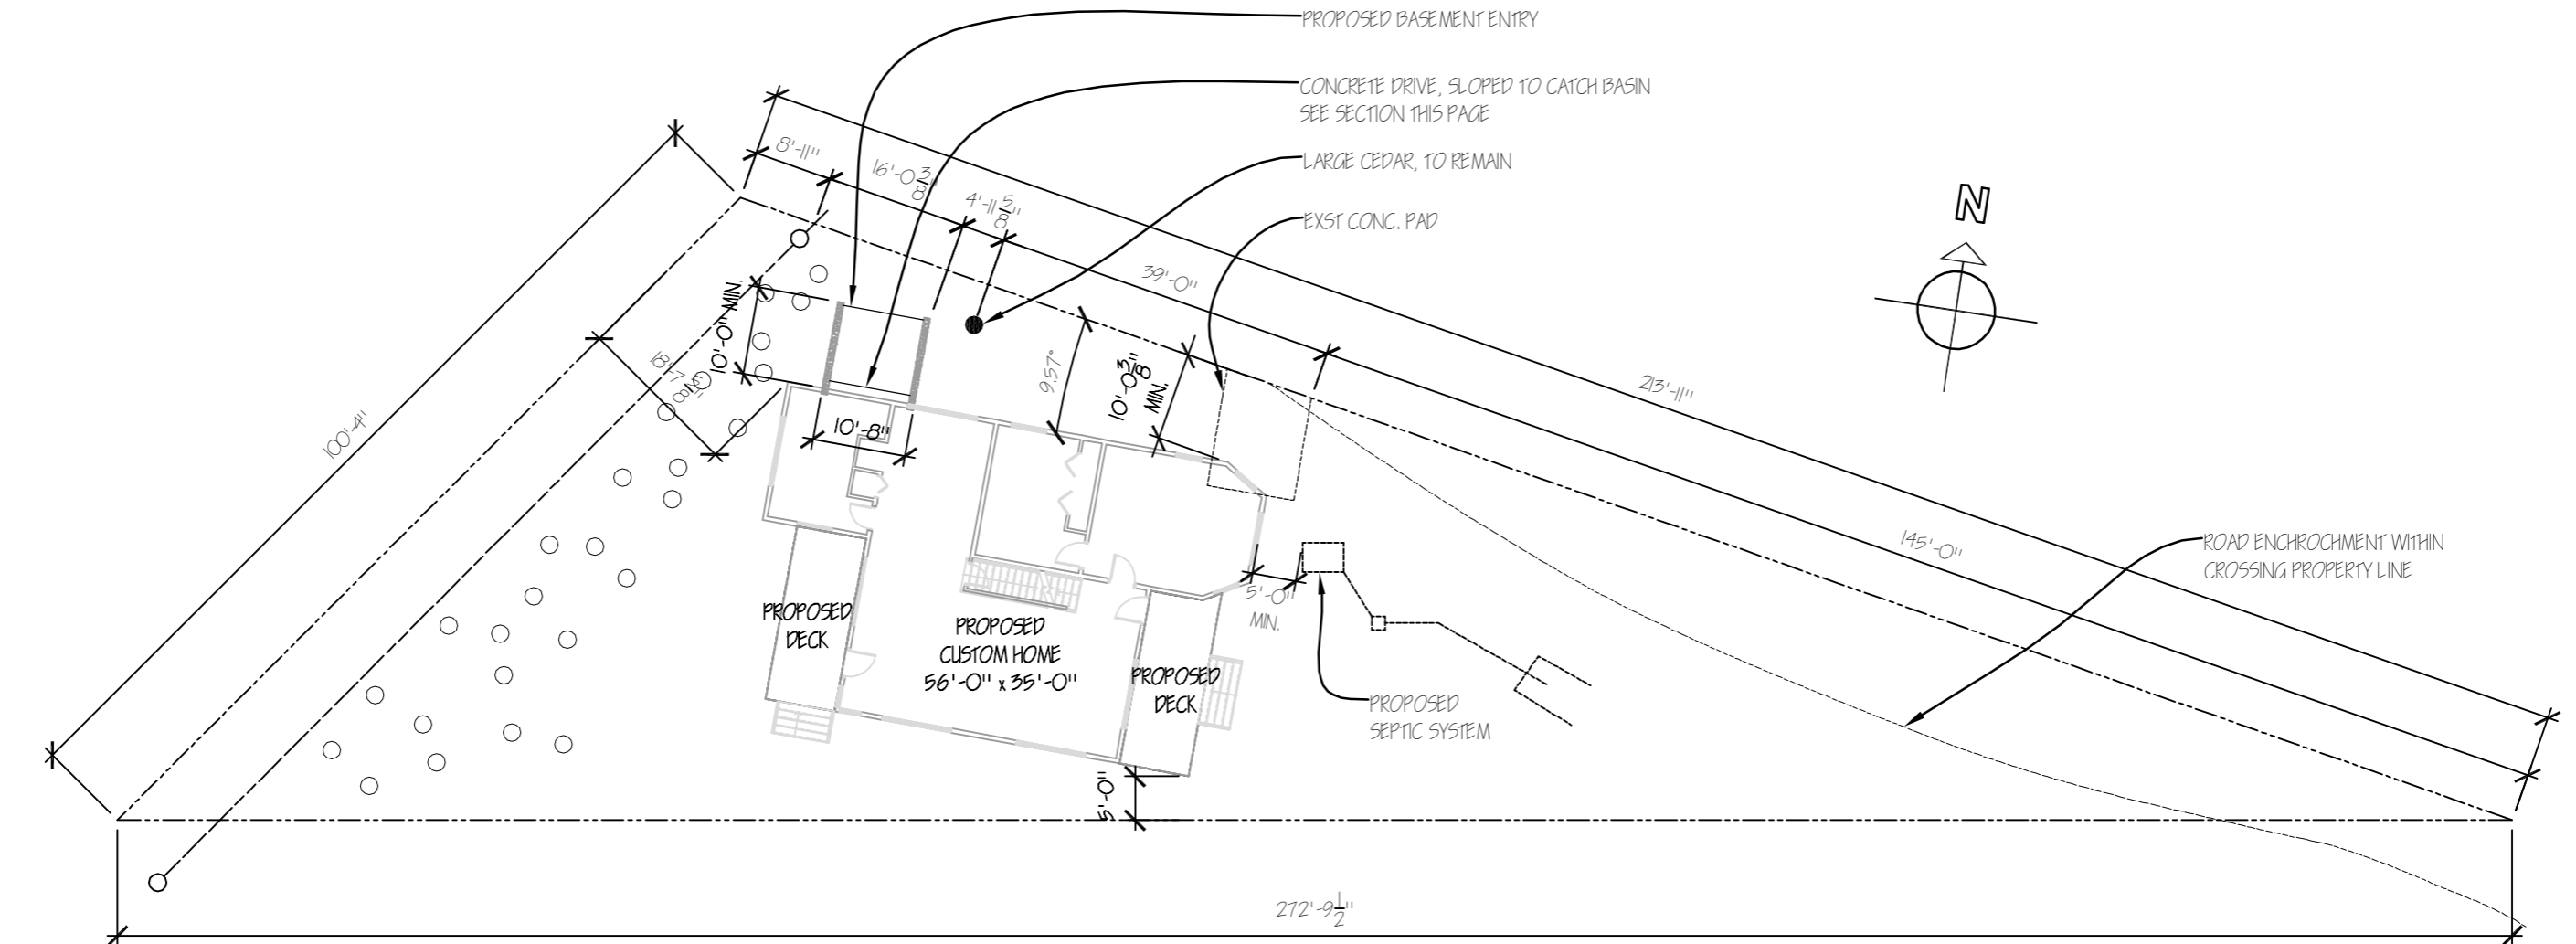 PROPOSED BASEMENT ENTRY
CONCRETE DRIVE, SLOPED TO CATCH BASIN
SEE SECTION THIS PAGE
LARGE CEDAR, TO REMAIN
EXST CONC. PAD
N
8'-11"
16'-0 3/8"
4'-11 5/8"
39'-0"
213'-11"
145'-0"
100'-4"
18'-7 5/8"
10'-0" MIN.
10'-8"
9.57°
10'-0 3/8"
MIN.
ROAD ENCHROCHMENT WITHIN
CROSSING PROPERTY LINE
5'-0"
MIN.
PROPOSED
DECK
PROPOSED
CUSTOM HOME
56'-0" x 35'-0"
PROPOSED
DECK
PROPOSED
SEPTIC SYSTEM
5'-0"
272'-9 1/2"